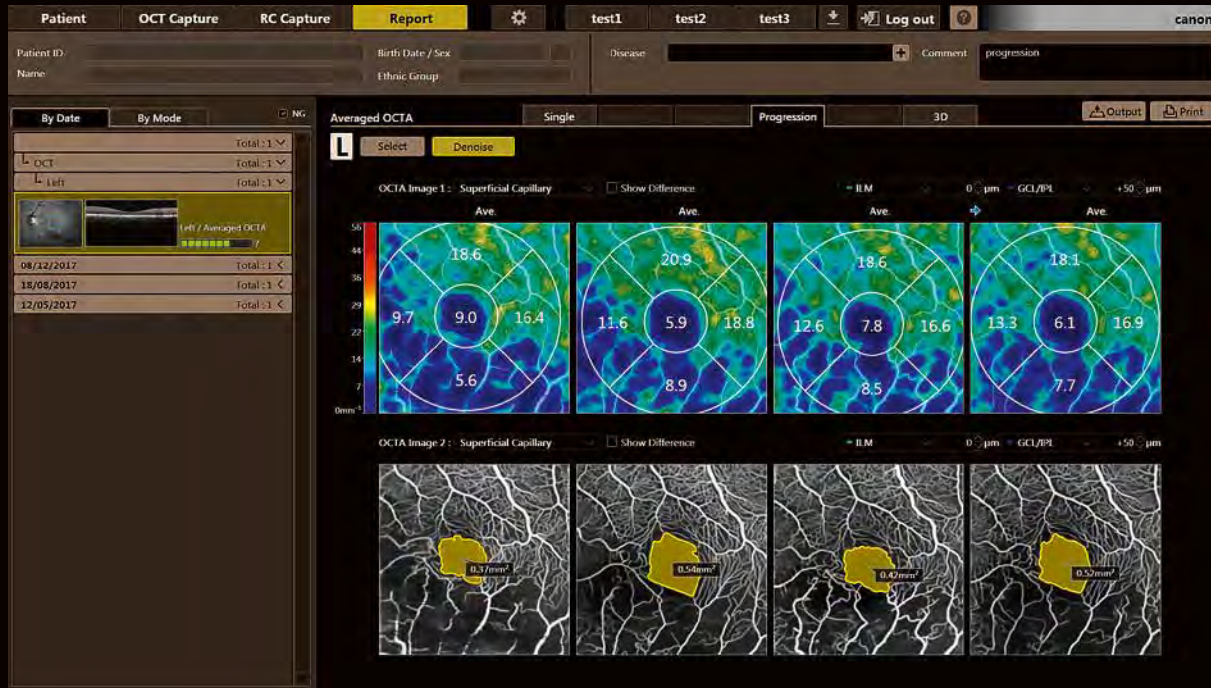 Patient OCT Capture RC Capture Report test1 test2 test3 Log out ? canon
Patient ID Birth Date / Sex Disease + Comment progression
Name Ethnic Group
By Date By Mode NG
Total : 1
OCT Total : 1
Left Total : 1
Left / Averaged OCTA
7
08/12/2017 Total : 1
18/08/2017 Total : 1
12/05/2017 Total : 1
Averaged OCTA Single Progression 3D Output Print
L Select Denoise
OCTA Image 1 : Superficial Capillary Show Difference ILM 0 μm GCL/IPL +50 μm
Ave. Ave. Ave. Ave.
56
44
36
29
22
14
7
0mm⁻¹
18.6
9.7 9.0 16.4
5.6
20.9
11.6 5.9 18.8
8.9
18.6
12.6 7.8 16.6
8.5
18.1
13.3 6.1 16.9
7.7
OCTA Image 2 : Superficial Capillary Show Difference ILM 0 μm GCL/IPL +50 μm
0.37mm² 0.54mm² 0.42mm² 0.52mm²